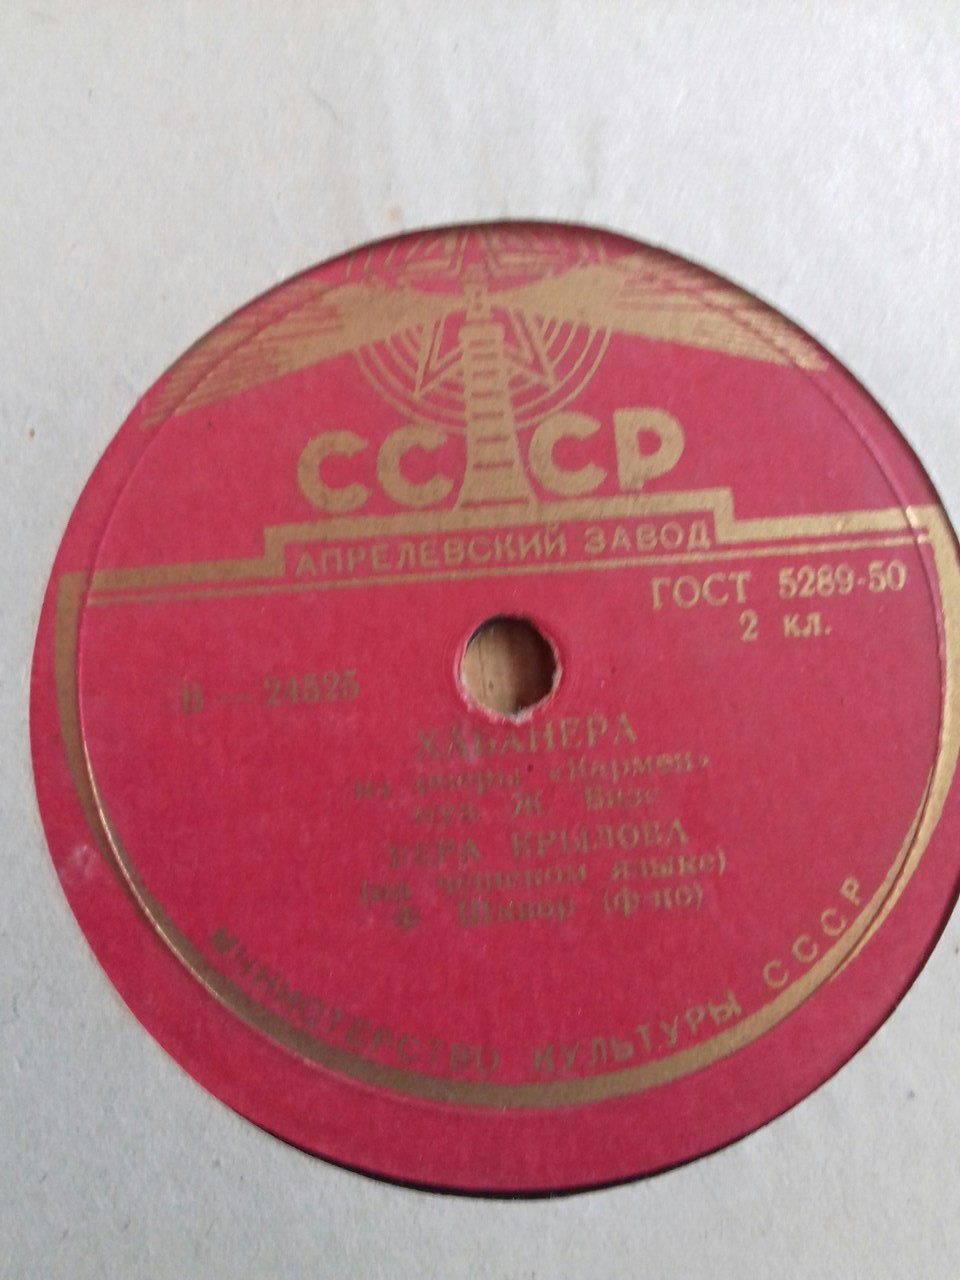 СССР
АПРЕЛЕВСКИЙ ЗАВОД
ГОСТ 5289-50
2 кл.
В — 24525
ХАБАНЕРА
из оперы «Кармен»
муз. Ж. Бизе
ВЕРА КРЫЛОВА
(на чешском языке)
Ф. Шквор (ф-но)
МИНИСТЕРСТВО КУЛЬТУРЫ СССР